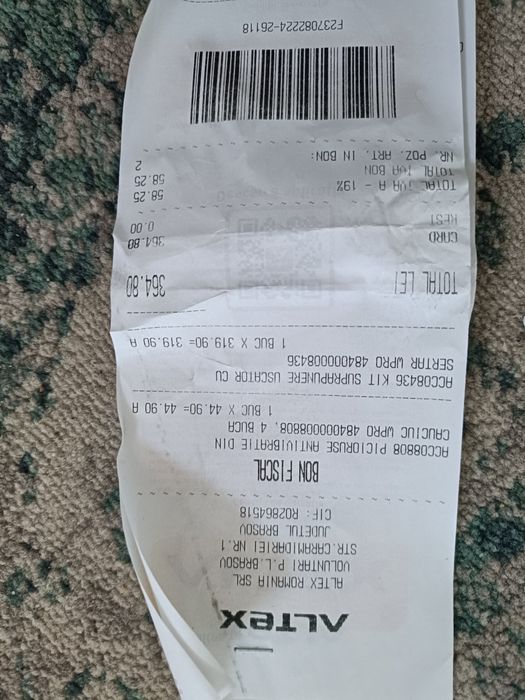 ALTEX
ALTEX ROMANIA SRL
VOLUNTARI P.L. BRASOV
STR.CARAMIDARIEI NR.1
JUDETUL BRASOV
CIF: RO2864518
BON FISCAL
ACC08808 PICIORUSE ANTIVIBRATIE DIN
CAUCIUC WPRO 484000008808, 4 BUCA
1 BUC X 44.90= 44.90 A
ACC08436 KIT SUPRAPUNERE USCATOR CU
SERTAR WPRO 484000008436
1 BUC X 319.90= 319.90 A
TOTAL LEI 364.80
CARD 364.80
REST 0.00
TOTAL TVA A - 19% 58.25
TOTAL TVA BON 58.25
NR. POZ. ART. IN BON: 2
F237082224-26118